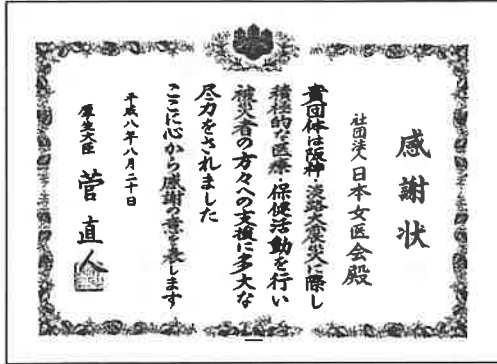 感謝状
社団法人日本女医会殿
貴団体は阪神・淡路大震災に際し
積極的な医療・保健活動を行い
被災者の方々への支援に多大な
尽力をされました
ここに心から感謝の意を表します
平成八年八月二十日
厚生大臣 菅直人